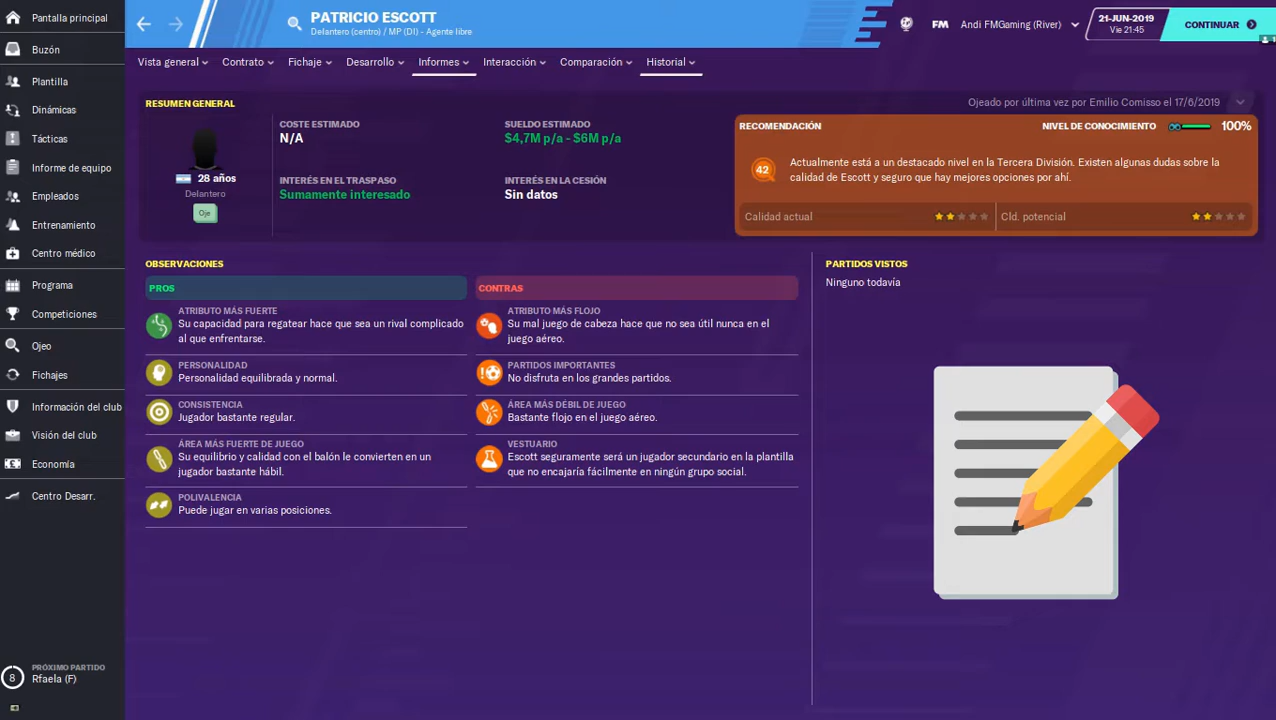 Pantalla principal
Buzón
Plantilla
Dinámicas
Tácticas
Informe de equipo
Empleados
Entrenamiento
Centro médico
Programa
Competiciones
Ojeo
Fichajes
Información del club
Visión del club
Economía
Centro Desarr.
8
PRÓXIMO PARTIDO
Rfaela (F)
PATRICIO ESCOTT
Delantero (centro) / MP (DI) - Agente libre
FM
Andi FMGaming (River)
21-JUN-2019
Vie 21:45
CONTINUAR
1
Vista general
Contrato
Fichaje
Desarrollo
Informes
Interacción
Comparación
Historial
RESUMEN GENERAL
Ojeado por última vez por Emilio Comisso el 17/6/2019
28 años
Delantero
Oje
COSTE ESTIMADO
N/A
SUELDO ESTIMADO
$4,7M p/a - $6M p/a
INTERÉS EN EL TRASPASO
Sumamente interesado
INTERÉS EN LA CESIÓN
Sin datos
RECOMENDACIÓN
NIVEL DE CONOCIMIENTO
100%
42
Actualmente está a un destacado nivel en la Tercera División. Existen algunas dudas sobre la
calidad de Escott y seguro que hay mejores opciones por ahí.
Calidad actual
Cld. potencial
OBSERVACIONES
PROS
ATRIBUTO MÁS FUERTE
Su capacidad para regatear hace que sea un rival complicado
al que enfrentarse.
PERSONALIDAD
Personalidad equilibrada y normal.
CONSISTENCIA
Jugador bastante regular.
ÁREA MÁS FUERTE DE JUEGO
Su equilibrio y calidad con el balón le convierten en un
jugador bastante hábil.
POLIVALENCIA
Puede jugar en varias posiciones.
CONTRAS
ATRIBUTO MÁS FLOJO
Su mal juego de cabeza hace que no sea útil nunca en el
juego aéreo.
PARTIDOS IMPORTANTES
No disfruta en los grandes partidos.
ÁREA MÁS DÉBIL DE JUEGO
Bastante flojo en el juego aéreo.
VESTUARIO
Escott seguramente será un jugador secundario en la plantilla
que no encajaría fácilmente en ningún grupo social.
PARTIDOS VISTOS
Ninguno todavía